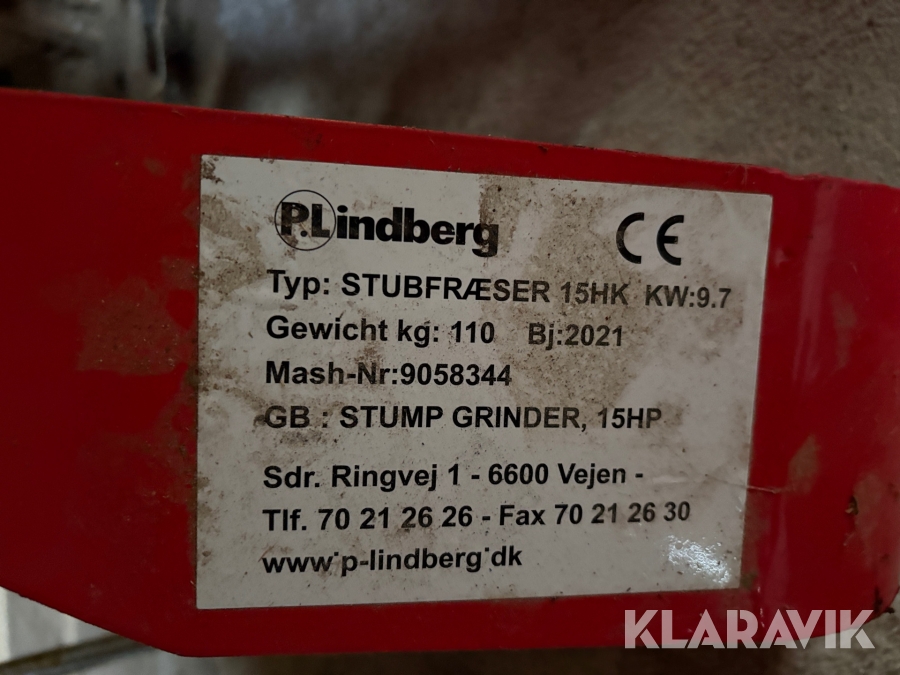 P.Lindberg CE
Typ: STUBFRÆSER 15HK KW:9.7
Gewicht kg: 110 Bj:2021
Mash-Nr:9058344
GB : STUMP GRINDER, 15HP
Sdr. Ringvej 1 - 6600 Vejen -
Tlf. 70 21 26 26 - Fax 70 21 26 30
www.p-lindberg.dk
KLARAVIK